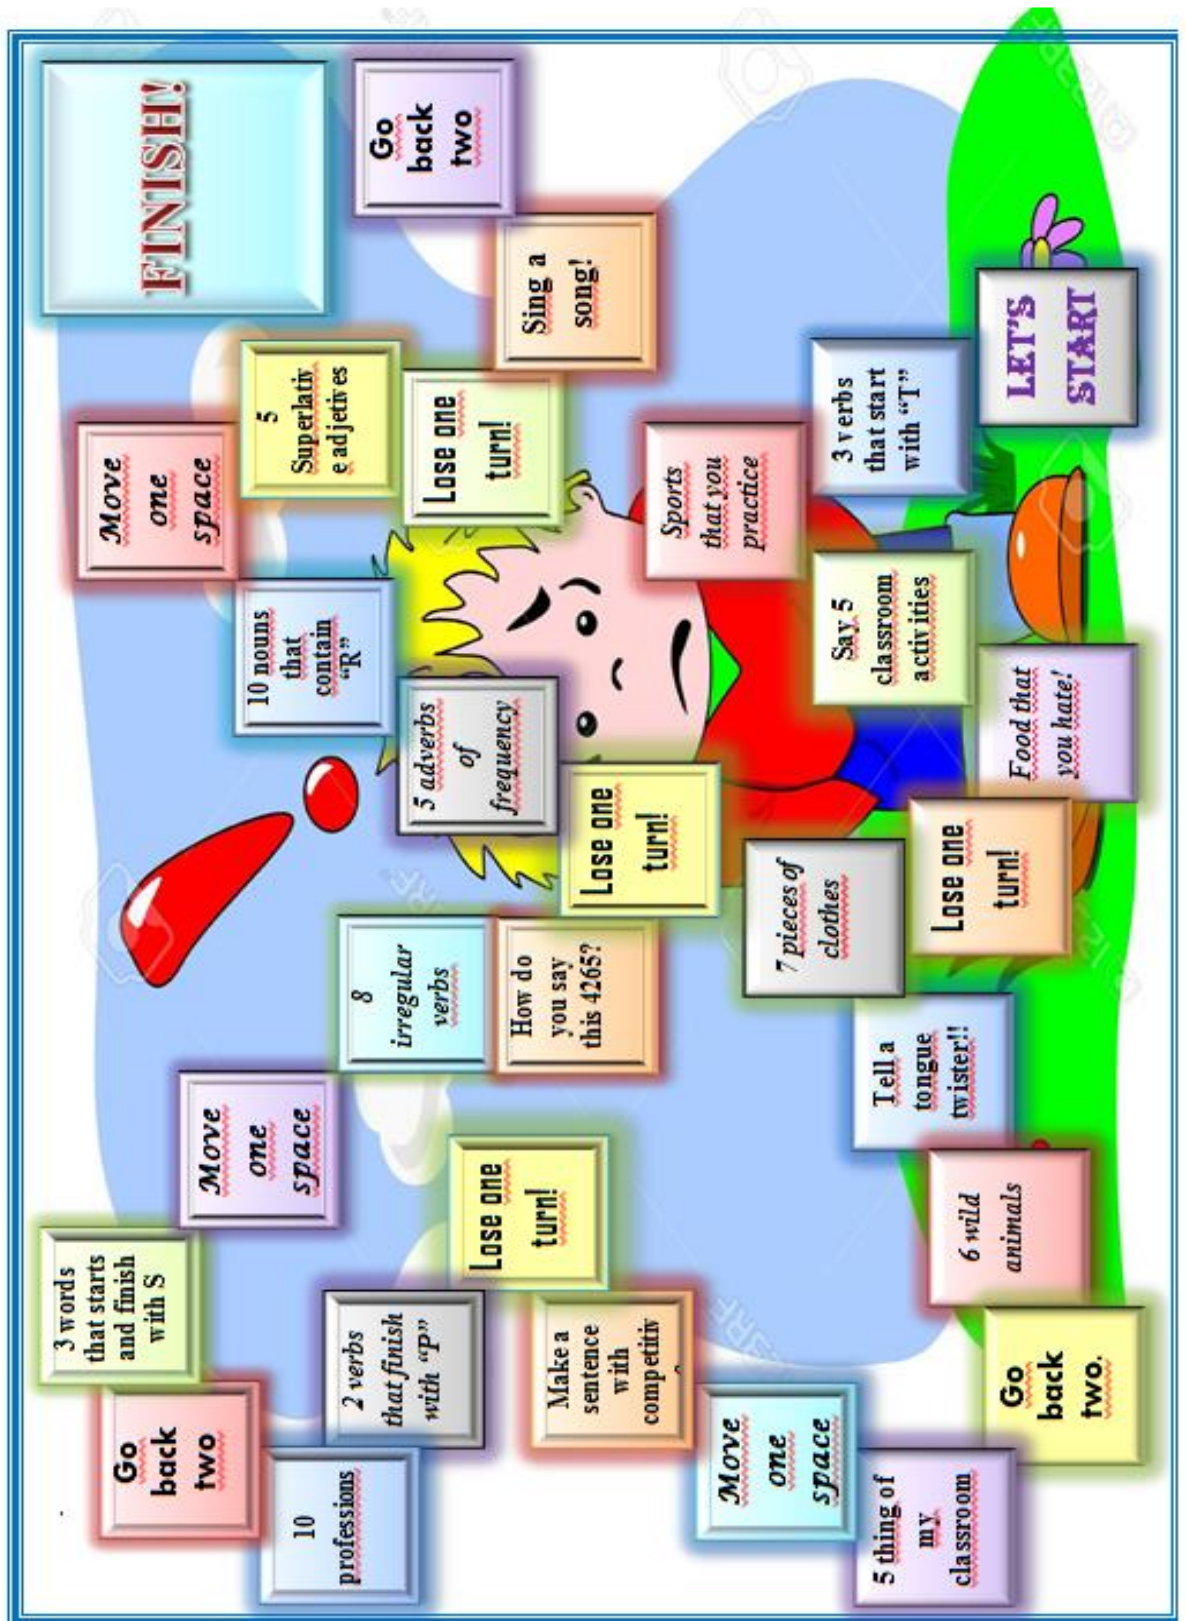 LET'S
START
3 verbs
that start
with “T”
Sports
that you
practice
Say 5
classroom
activities
Food that
you hate!
Lose one
turn!
7 pieces of
clothes
Tell a
tongue
twister!!
6 wild
animals
Go
back
two.
5 thing of
my
classroom
Move
one
space
Make a
sentence
with
competitiv
Lose one
turn!
2 verbs
that finish
with “P”
10
professions
Go
back
two
3 words
that starts
and finish
with S
Move
one
space
8
irregular
verbs
How do
you say
this 4265?
Lose one
turn!
5 adverbs
of
frequency
10 nouns
that
contain
“R”
Move
one
space
5
Superlativ
e adjetives
Lose one
turn!
Sing a
song!
Go
back
two
FINISH!